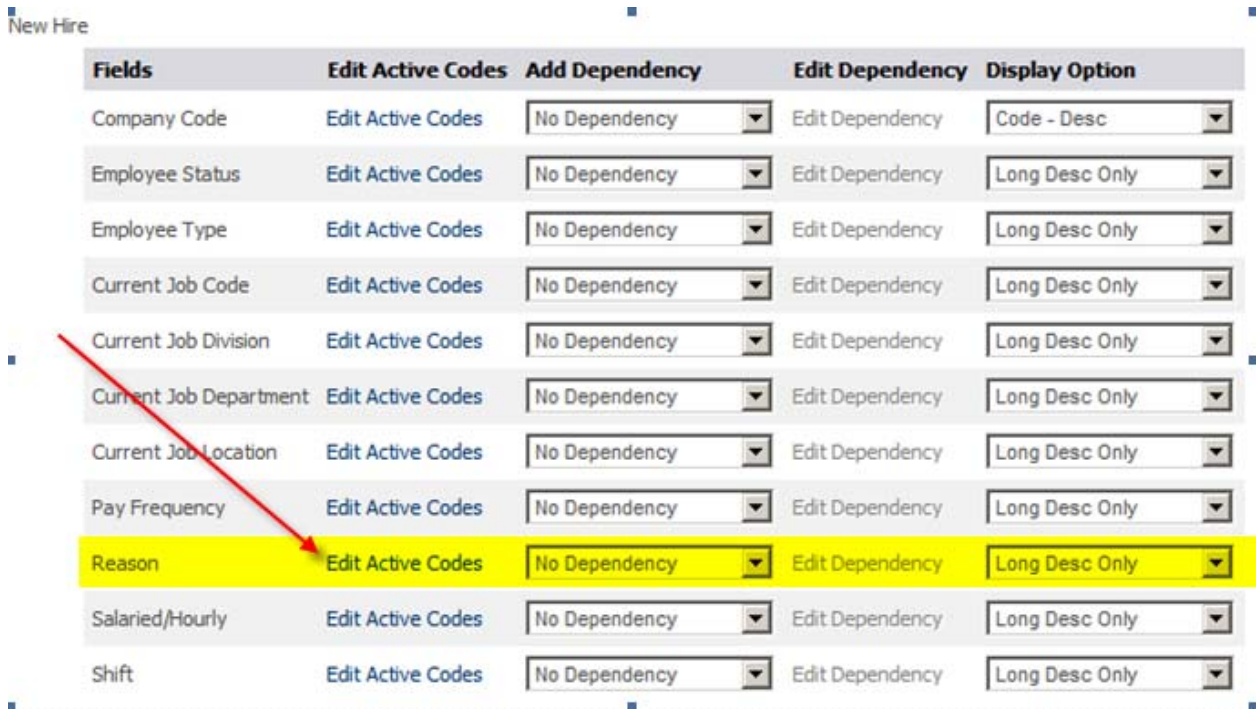 New Hire
Fields Edit Active Codes Add Dependency Edit Dependency Display Option
Company Code Edit Active Codes No Dependency Edit Dependency Code - Desc
Employee Status Edit Active Codes No Dependency Edit Dependency Long Desc Only
Employee Type Edit Active Codes No Dependency Edit Dependency Long Desc Only
Current Job Code Edit Active Codes No Dependency Edit Dependency Long Desc Only
Current Job Division Edit Active Codes No Dependency Edit Dependency Long Desc Only
Current Job Department Edit Active Codes No Dependency Edit Dependency Long Desc Only
Current Job Location Edit Active Codes No Dependency Edit Dependency Long Desc Only
Pay Frequency Edit Active Codes No Dependency Edit Dependency Long Desc Only
Reason Edit Active Codes No Dependency Edit Dependency Long Desc Only
Salaried/Hourly Edit Active Codes No Dependency Edit Dependency Long Desc Only
Shift Edit Active Codes No Dependency Edit Dependency Long Desc Only